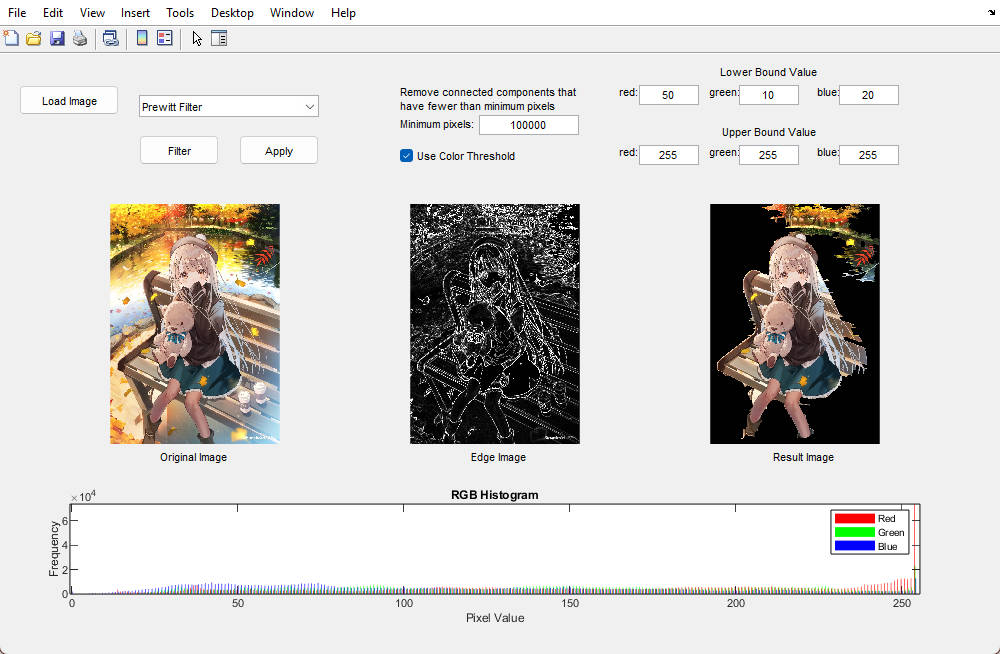 File Edit View Insert Tools Desktop Window Help
Load Image
Prewitt Filter
Filter
Apply
Remove connected components that
have fewer than minimum pixels
Minimum pixels: 100000
Use Color Threshold
Lower Bound Value
red: 50 green: 10 blue: 20
Upper Bound Value
red: 255 green: 255 blue: 255
Original Image
Edge Image
Result Image
RGB Histogram
×10⁴
Frequency
6
4
2
0
0 50 100 150 200 250
Pixel Value
Red
Green
Blue